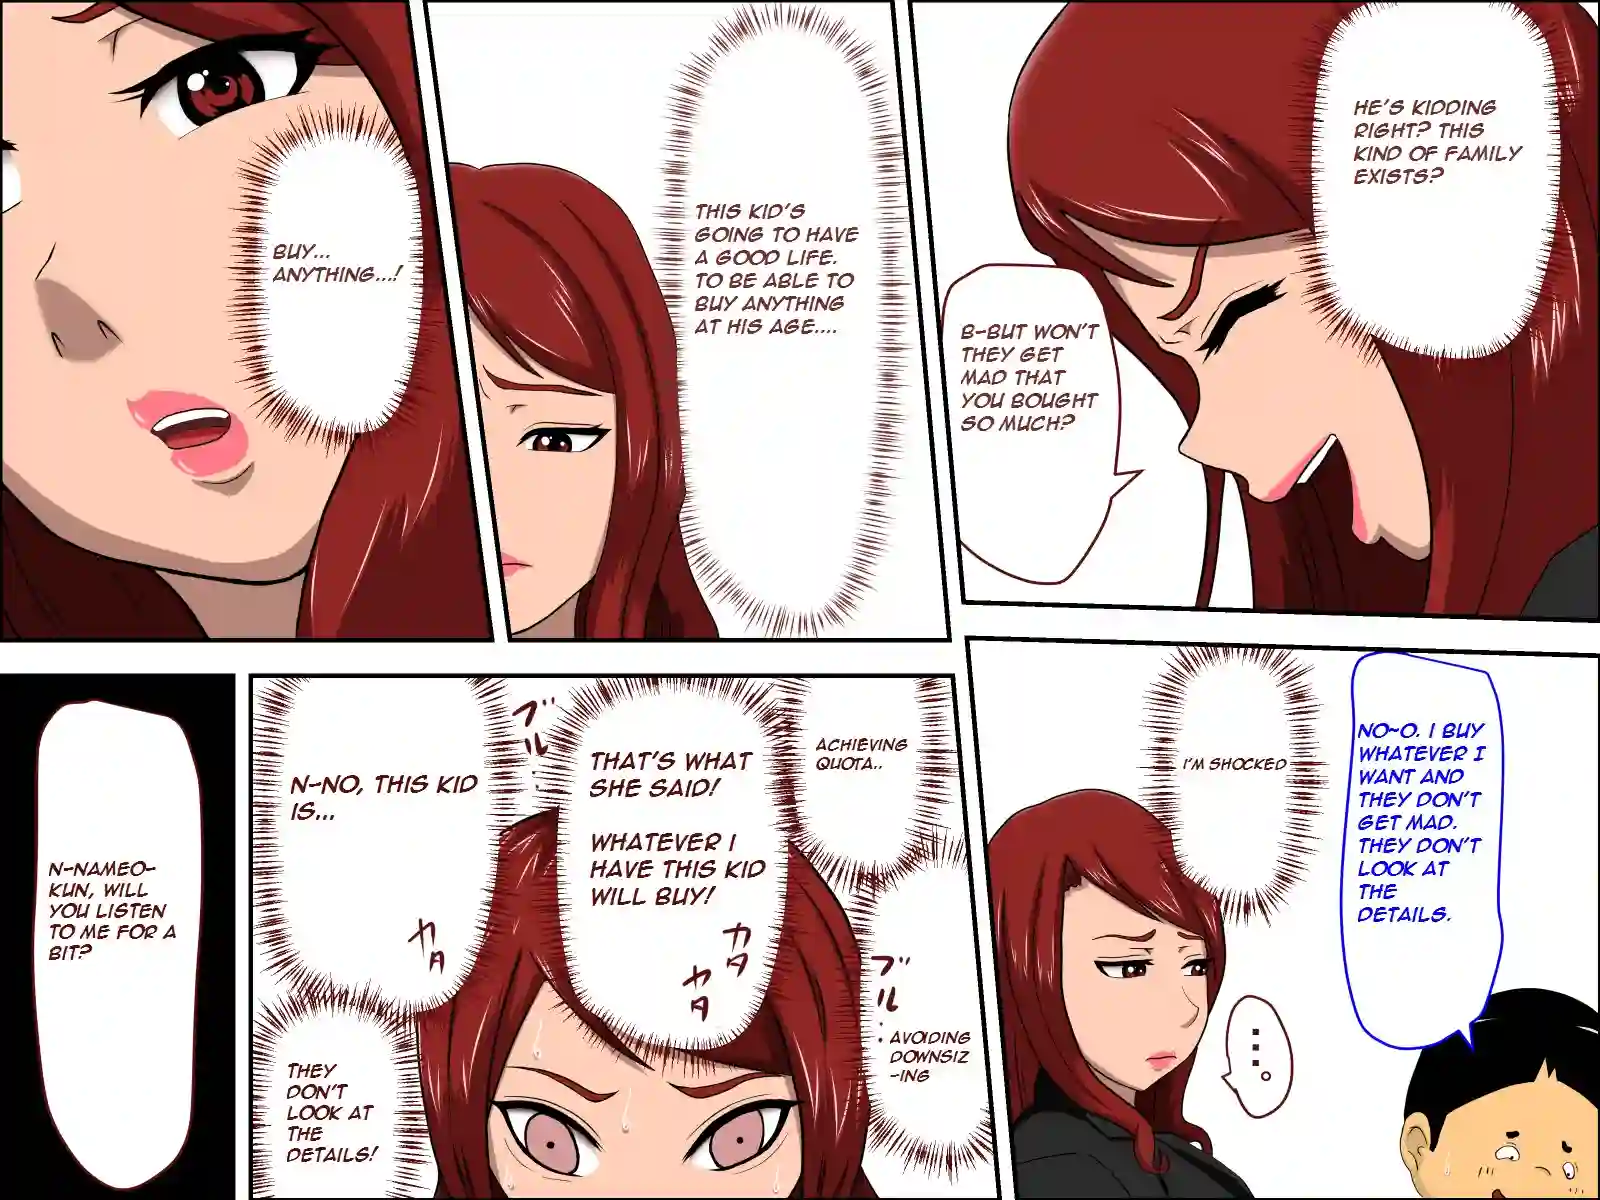 HE'S KIDDING
RIGHT? THIS
KIND OF FAMILY
EXISTS?
B-BUT WON'T
THEY GET
MAD THAT
YOU BOUGHT
SO MUCH?
THIS KID'S
GOING TO HAVE
A GOOD LIFE.
TO BE ABLE TO
BUY ANYTHING
AT HIS AGE....
BUY...
ANYTHING...!
NO~O. I BUY
WHATEVER I
WANT AND
THEY DON'T
GET MAD.
THEY DON'T
LOOK AT
THE
DETAILS.
I'M SHOCKED
...。
ACHIEVING
QUOTA..
AVOIDING
DOWNSIZ
-ING
THAT'S WHAT
SHE SAID!
WHATEVER I
HAVE THIS KID
WILL BUY!
N-NO, THIS KID
IS...
THEY
DON'T
LOOK AT
THE
DETAILS!
ブル…
カタ
カタ
カタ
ブル…
N-NAMEO-
KUN, WILL
YOU LISTEN
TO ME FOR A
BIT?